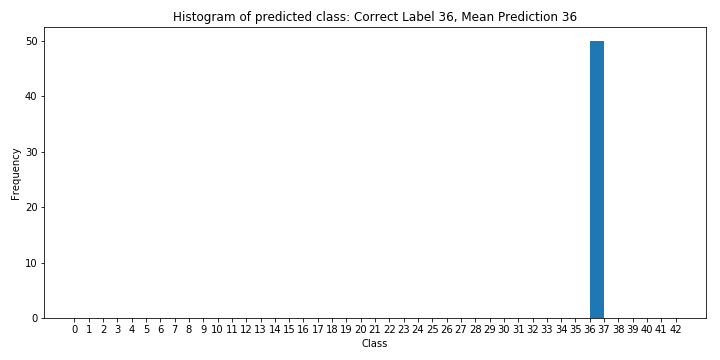 Histogram of predicted class: Correct Label 36, Mean Prediction 36
50
40
30
20
10
0
Frequency
0 1 2 3 4 5 6 7 8 9 10 11 12 13 14 15 16 17 18 19 20 21 22 23 24 25 26 27 28 29 30 31 32 33 34 35 36 37 38 39 40 41 42
Class